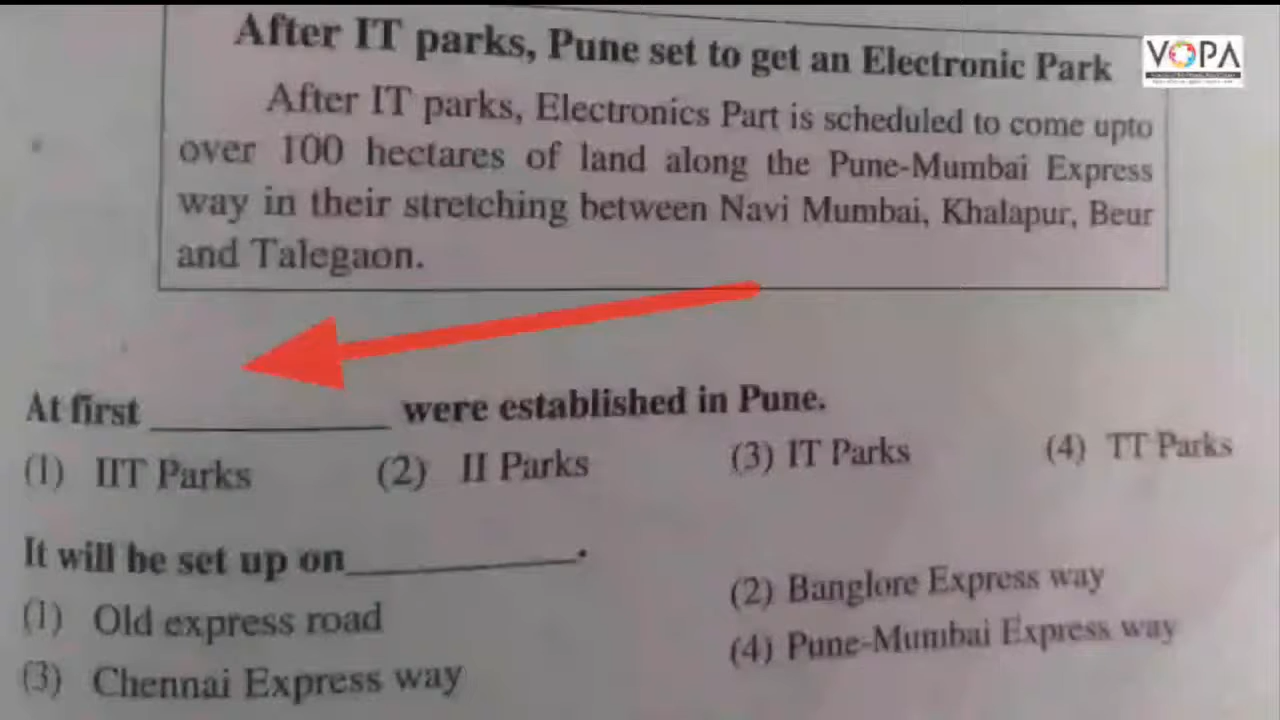 After IT parks, Pune set to get an Electronic Park
VOPA
After IT parks, Electronics Part is scheduled to come upto
over 100 hectares of land along the Pune-Mumbai Express
way in their stretching between Navi Mumbai, Khalapur, Beur
and Talegaon.
At first ____________ were established in Pune.
(1) IIT Parks (2) II Parks (3) IT Parks (4) TT Parks
It will be set up on____________.
(1) Old express road (2) Banglore Express way
(3) Chennai Express way (4) Pune-Mumbai Express way